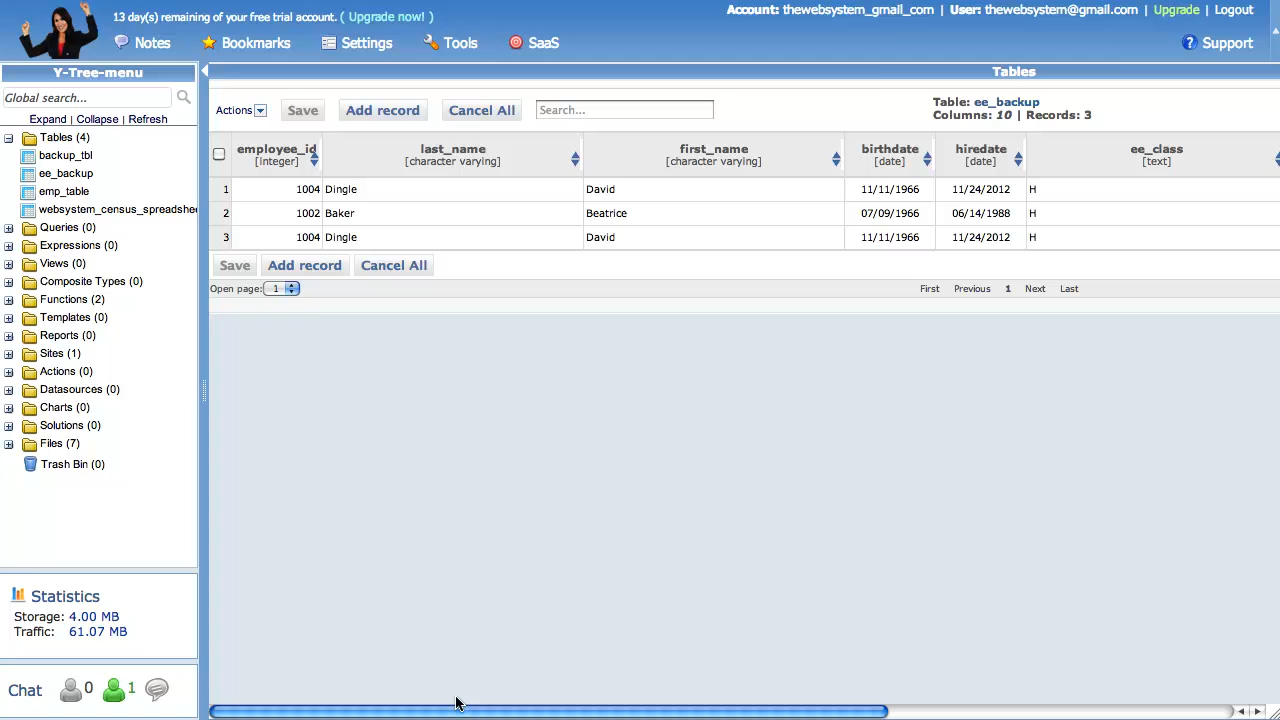 13 day(s) remaining of your free trial account. ( Upgrade now! )
Account: thewebsystem_gmail_com | User: thewebsystem@gmail.com | Upgrade | Logout
Notes Bookmarks Settings Tools SaaS Support
Y-Tree-menu
Tables
Global search...
Expand | Collapse | Refresh
Tables (4)
backup_tbl
ee_backup
emp_table
websystem_census_spreadshee
Queries (0)
Expressions (0)
Views (0)
Composite Types (0)
Functions (2)
Templates (0)
Reports (0)
Sites (1)
Actions (0)
Datasources (0)
Charts (0)
Solutions (0)
Files (7)
Trash Bin (0)
Statistics
Storage: 4.00 MB
Traffic: 61.07 MB
Chat 0 1
Actions Save Add record Cancel All Search...
Table: ee_backup
Columns: 10 | Records: 3
employee_id last_name first_name birthdate hiredate ee_class
[integer] [character varying] [character varying] [date] [date] [text]
1 1004 Dingle David 11/11/1966 11/24/2012 H
2 1002 Baker Beatrice 07/09/1966 06/14/1988 H
3 1004 Dingle David 11/11/1966 11/24/2012 H
Save Add record Cancel All
Open page: 1 First Previous 1 Next Last